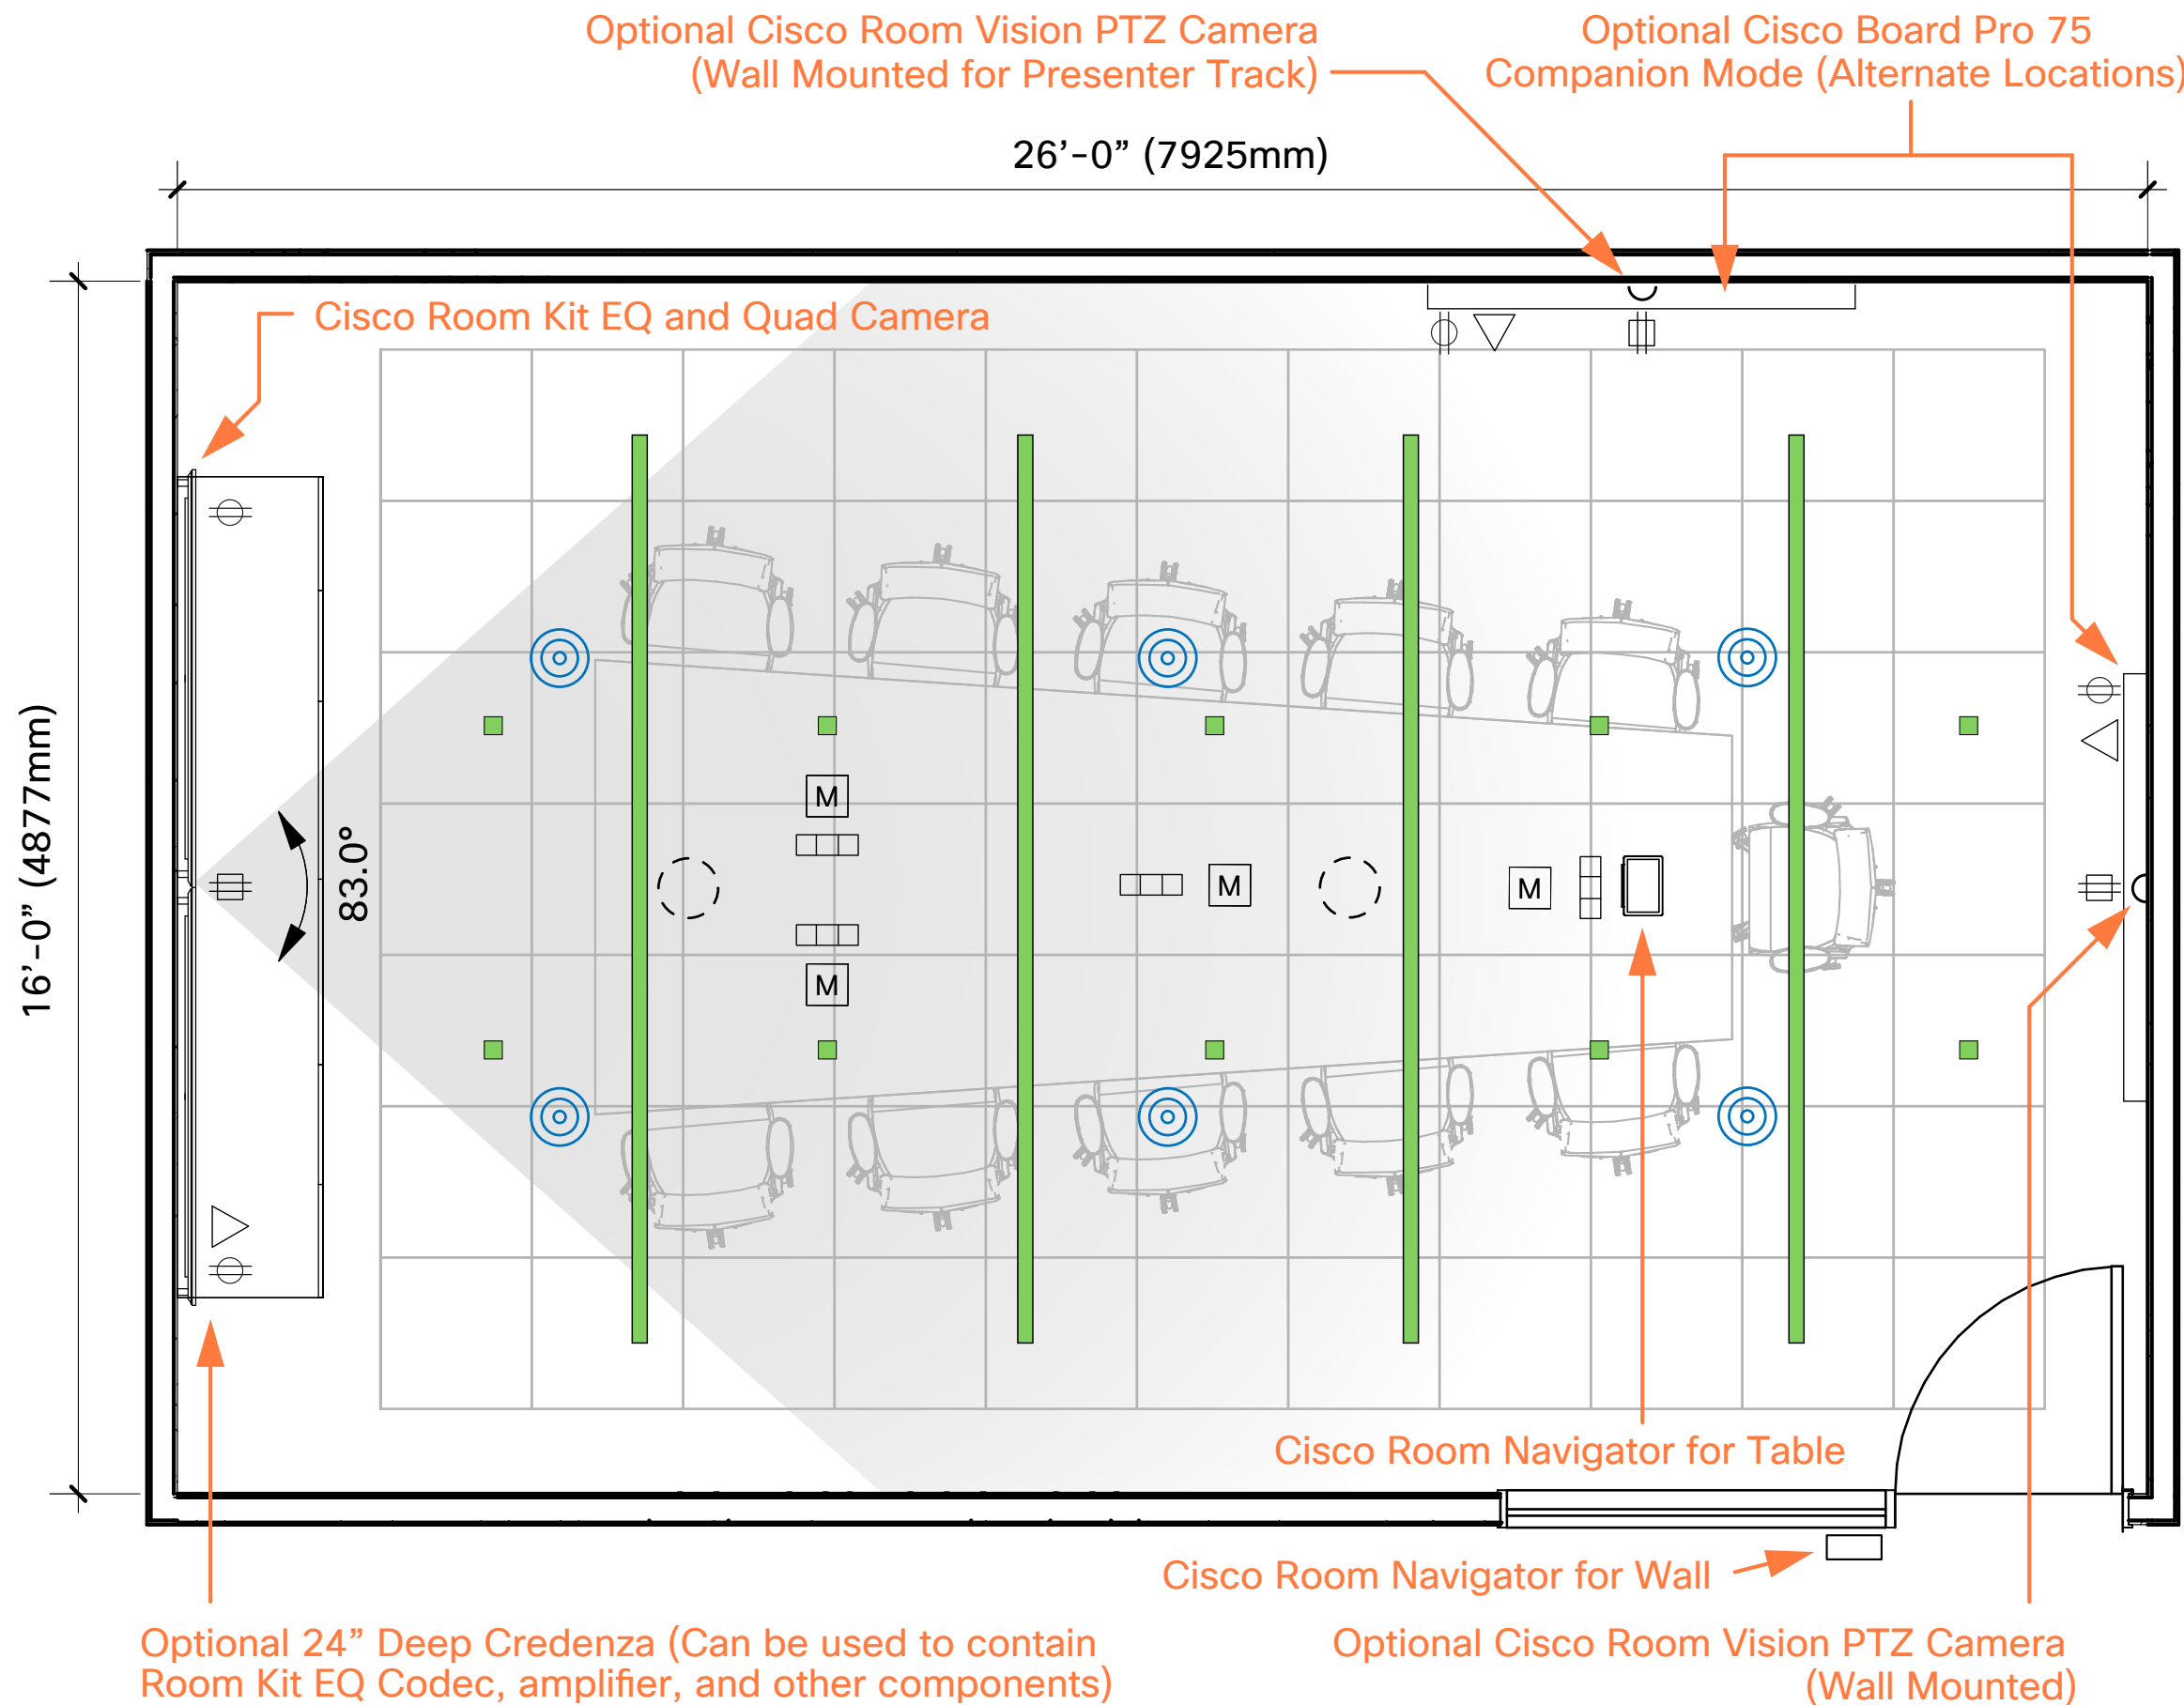 Optional Cisco Room Vision PTZ Camera
(Wall Mounted for Presenter Track)
Optional Cisco Board Pro 75
Companion Mode (Alternate Locations)
26’-0” (7925mm)
Cisco Room Kit EQ and Quad Camera
16’-0” (4877mm)
83.0°
M
M
M
M
Cisco Room Navigator for Table
Cisco Room Navigator for Wall
Optional 24” Deep Credenza (Can be used to contain
Room Kit EQ Codec, amplifier, and other components)
Optional Cisco Room Vision PTZ Camera
(Wall Mounted)